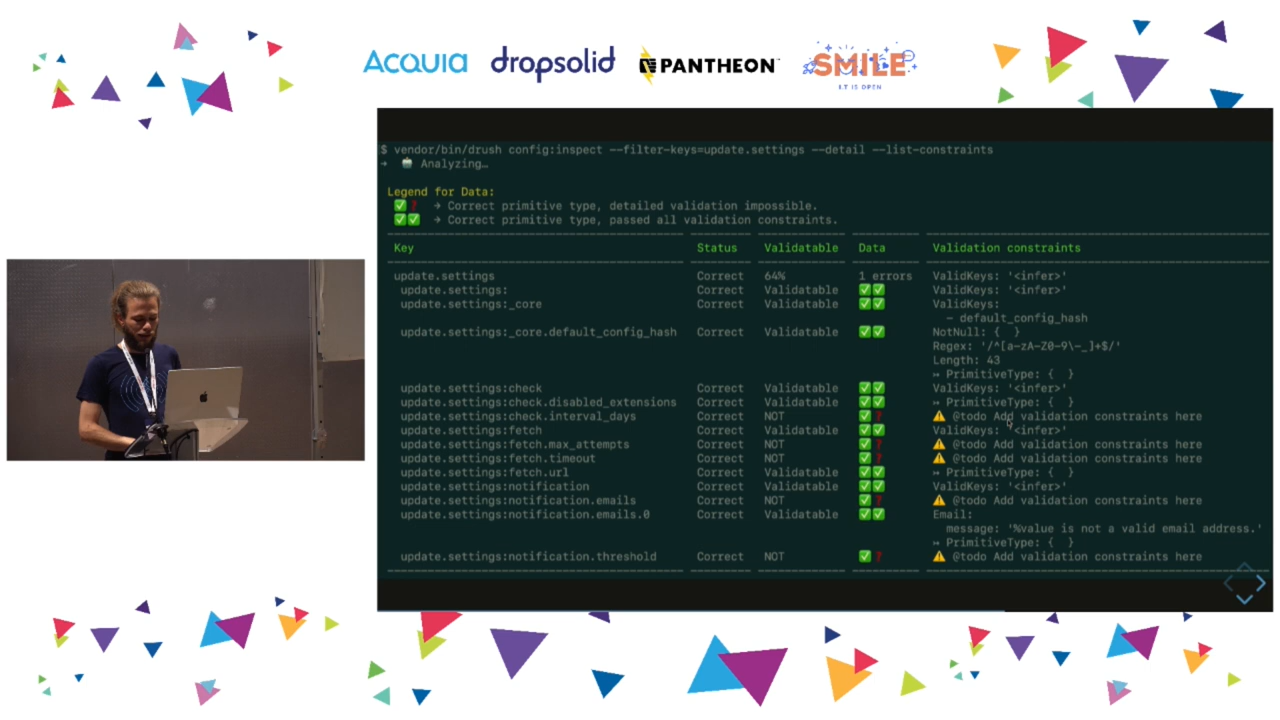 Acquia dropsolid PANTHEON SMILE
I.T IS OPEN
$ vendor/bin/drush config:inspect --filter-keys=update.settings --detail --list-constraints
→ 🤖 Analyzing…
Legend for Data:
✅❓ → Correct primitive type, detailed validation impossible.
✅✅ → Correct primitive type, passed all validation constraints.
Key Status Validatable Data Validation constraints
update.settings Correct 64% 1 errors ValidKeys: '<infer>'
update.settings: Correct Validatable ✅✅ ValidKeys: '<infer>'
update.settings:_core Correct Validatable ✅✅ ValidKeys:
- default_config_hash
update.settings:_core.default_config_hash Correct Validatable ✅✅ NotNull: { }
Regex: '/^[a-zA-Z0-9\-_]+$/'
Length: 43
↣ PrimitiveType: { }
update.settings:check Correct Validatable ✅✅ ValidKeys: '<infer>'
update.settings:check.disabled_extensions Correct Validatable ✅✅ ↣ PrimitiveType: { }
update.settings:check.interval_days Correct NOT ✅❓ ⚠️ @todo Add validation constraints here
update.settings:fetch Correct Validatable ✅✅ ValidKeys: '<infer>'
update.settings:fetch.max_attempts Correct NOT ✅❓ ⚠️ @todo Add validation constraints here
update.settings:fetch.timeout Correct NOT ✅❓ ⚠️ @todo Add validation constraints here
update.settings:fetch.url Correct Validatable ✅✅ ↣ PrimitiveType: { }
update.settings:notification Correct Validatable ✅✅ ValidKeys: '<infer>'
update.settings:notification.emails Correct NOT ✅❓ ⚠️ @todo Add validation constraints here
update.settings:notification.emails.0 Correct Validatable ✅✅ Email:
message: '%value is not a valid email address.'
↣ PrimitiveType: { }
update.settings:notification.threshold Correct NOT ✅❓ ⚠️ @todo Add validation constraints here